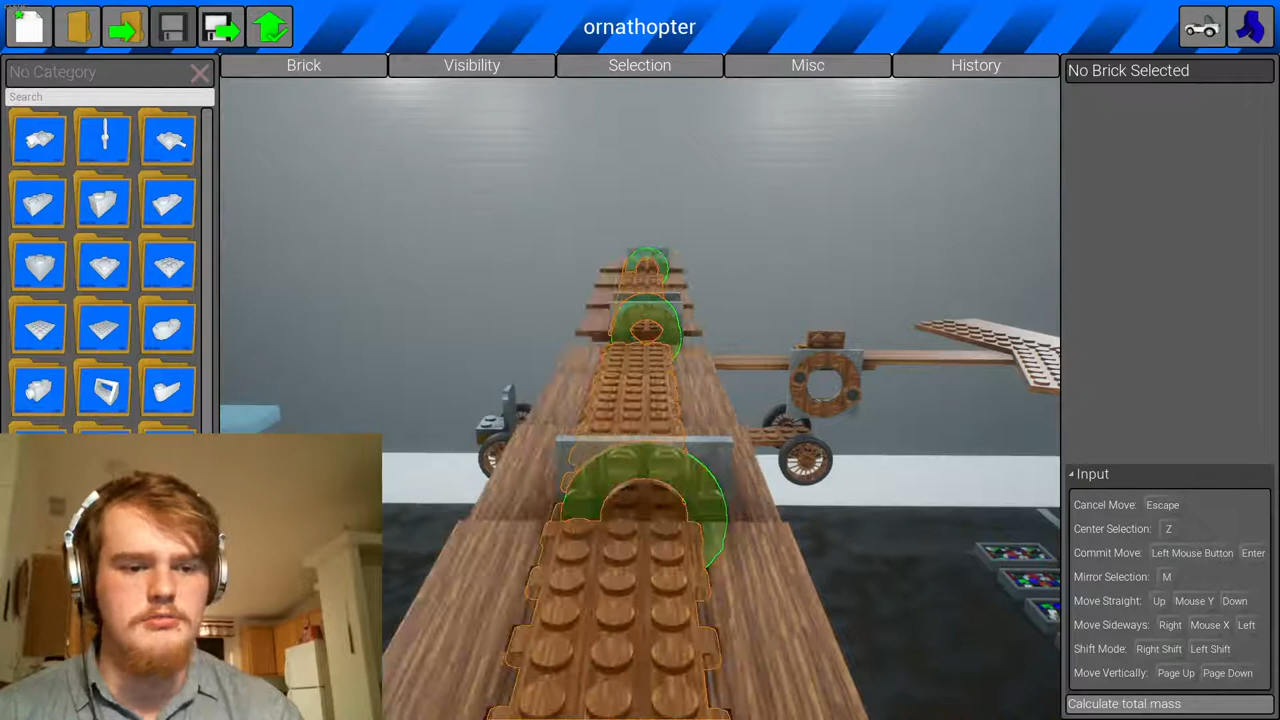 ornathopter
No Category
Search
Brick
Visibility
Selection
Misc
History
No Brick Selected
Input
Cancel Move: Escape
Center Selection: Z
Commit Move: Left Mouse Button Enter
Mirror Selection: M
Move Straight: Up Mouse Y Down
Move Sideways: Right Mouse X Left
Shift Mode: Right Shift Left Shift
Move Vertically: Page Up Page Down
Calculate total mass